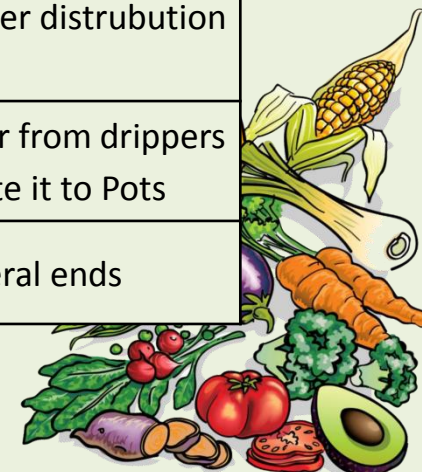 er distrubution
r from drippers
te it to Pots
eral ends